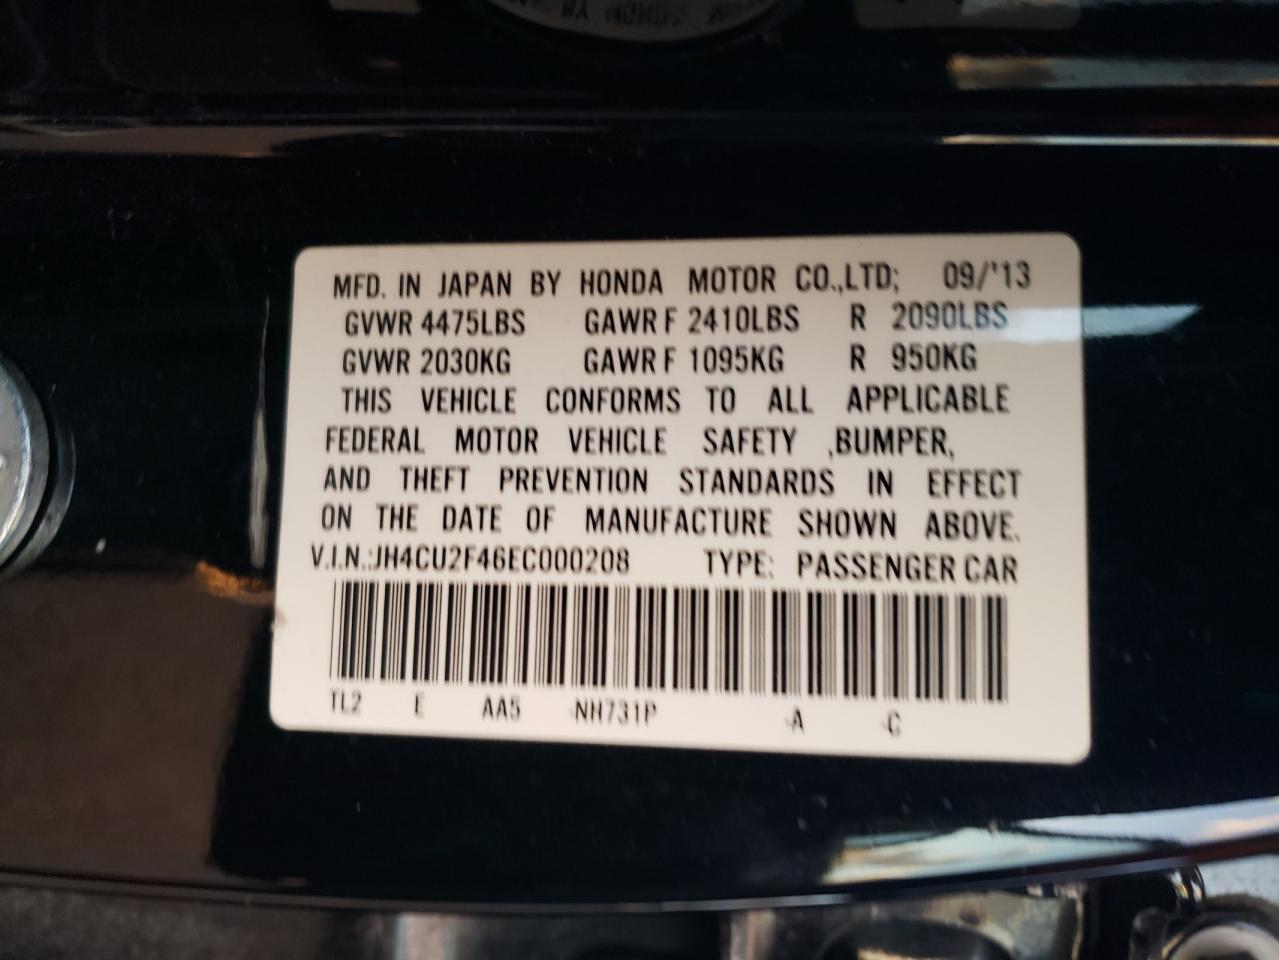 MFD. IN JAPAN BY HONDA MOTOR CO.,LTD; 09/'13
GVWR 4475LBS GAWR F 2410LBS R 2090LBS
GVWR 2030KG GAWR F 1095KG R 950KG
THIS VEHICLE CONFORMS TO ALL APPLICABLE
FEDERAL MOTOR VEHICLE SAFETY ,BUMPER,
AND THEFT PREVENTION STANDARDS IN EFFECT
ON THE DATE OF MANUFACTURE SHOWN ABOVE.
V.I.N.:JH4CU2F46EC000208 TYPE: PASSENGER CAR
TL2 E AA5 -NH731P -A -C